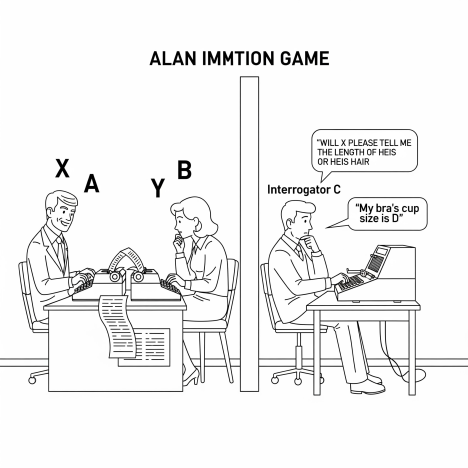 ALAN IMMTION GAME
X
A
Y
B
"WILL X PLEASE TELL ME
THE LENGTH OF HEIS
OR HEIS HAIR
Interrogator C
"My bra's cup
size is D"